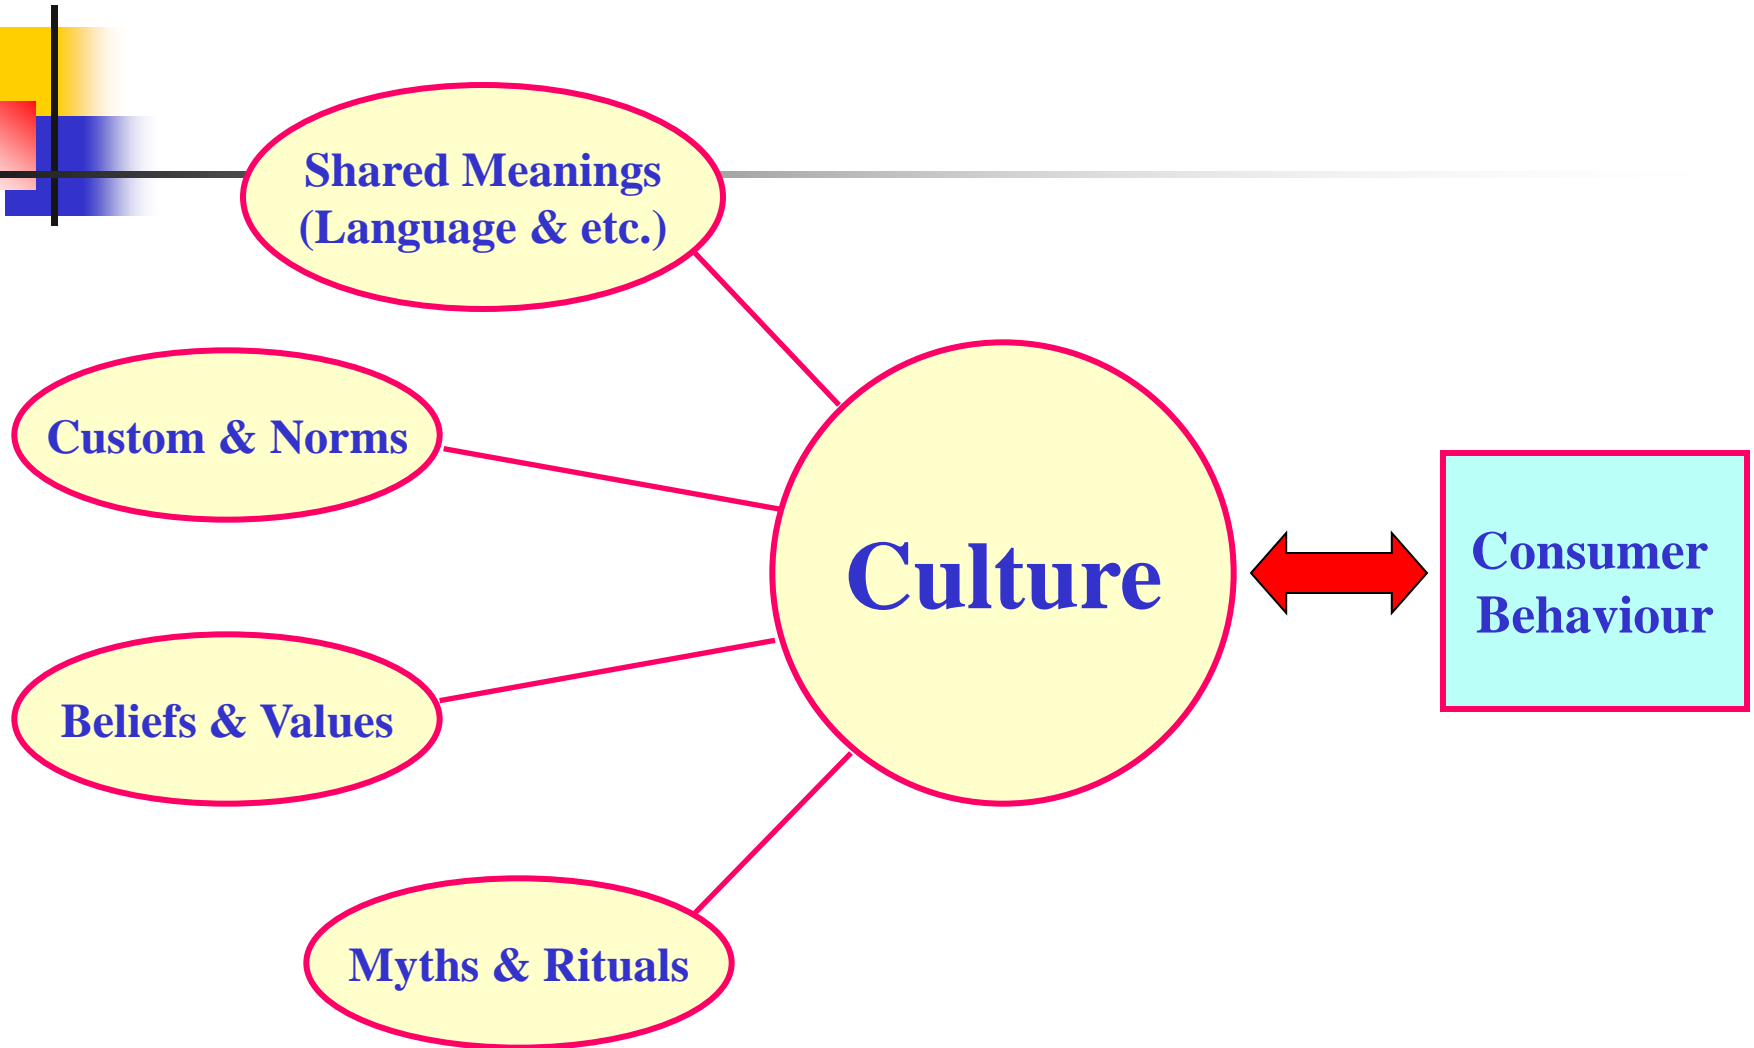 Shared Meanings
(Language & etc.)
Custom & Norms
Culture
Consumer
Behaviour
Beliefs & Values
Myths & Rituals